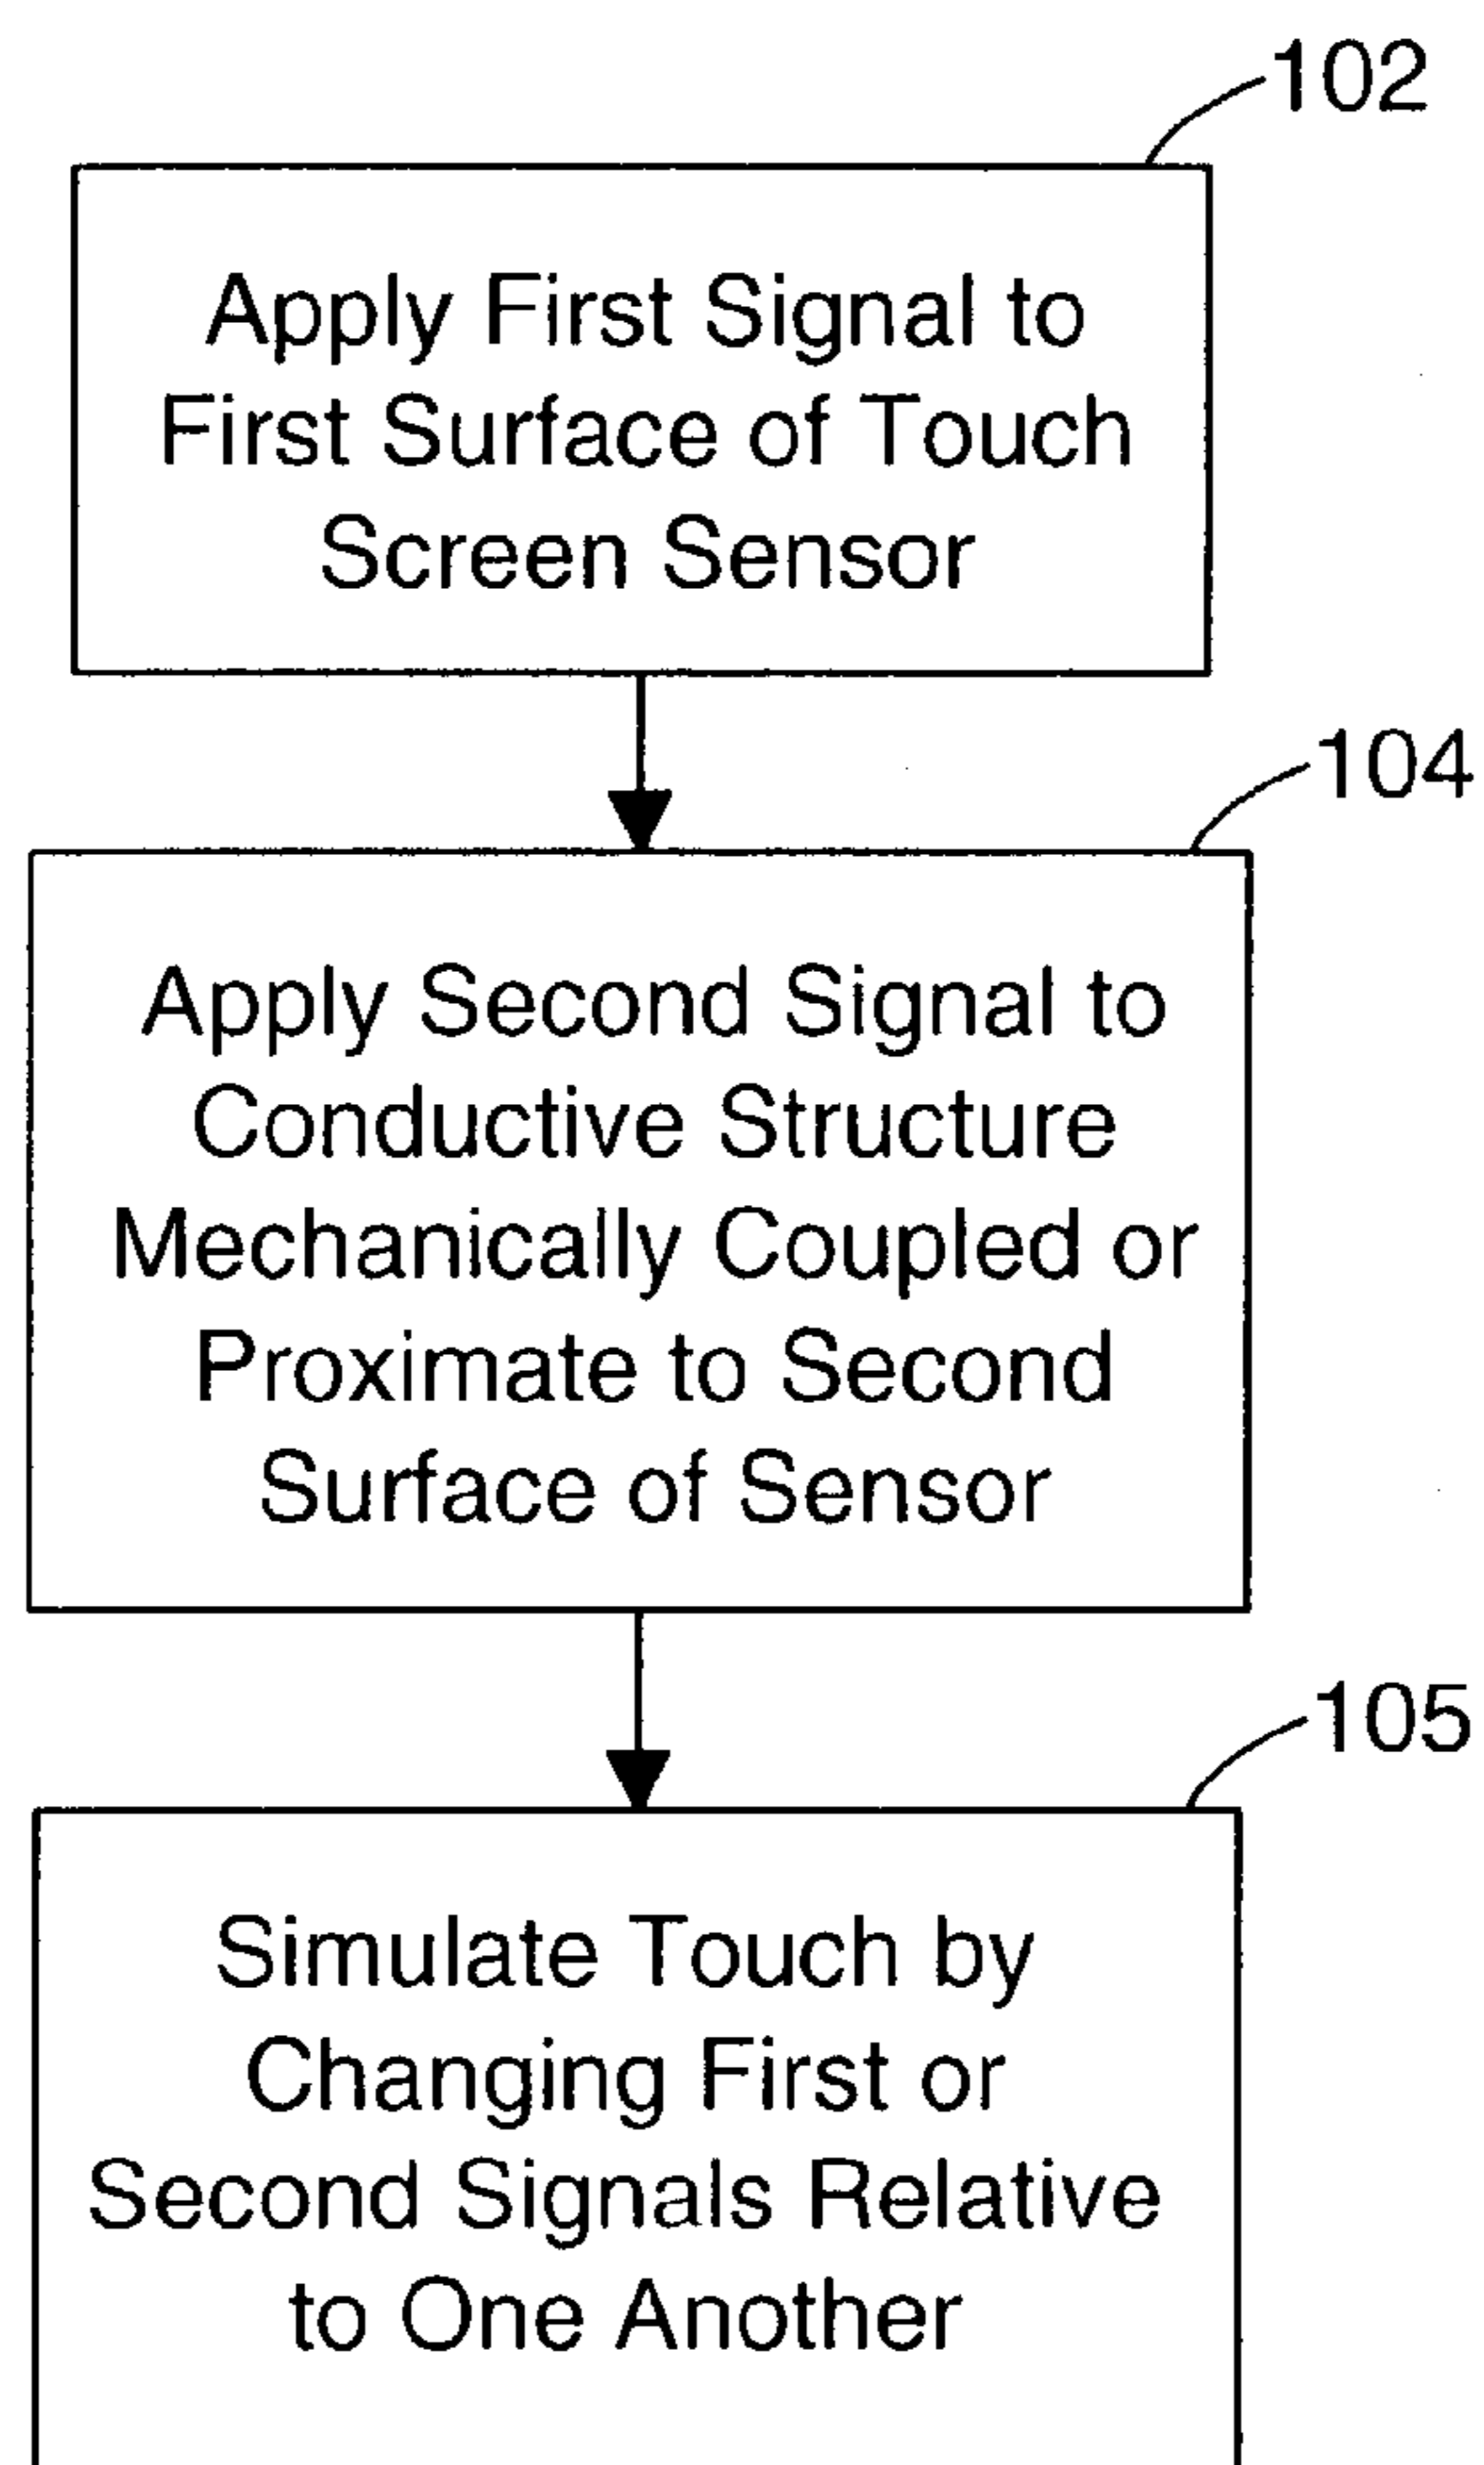 102
Apply First Signal to
First Surface of Touch
Screen Sensor
104
Apply Second Signal to
Conductive Structure
Mechanically Coupled or
Proximate to Second
Surface of Sensor
105
Simulate Touch by
Changing First or
Second Signals Relative
to One Another